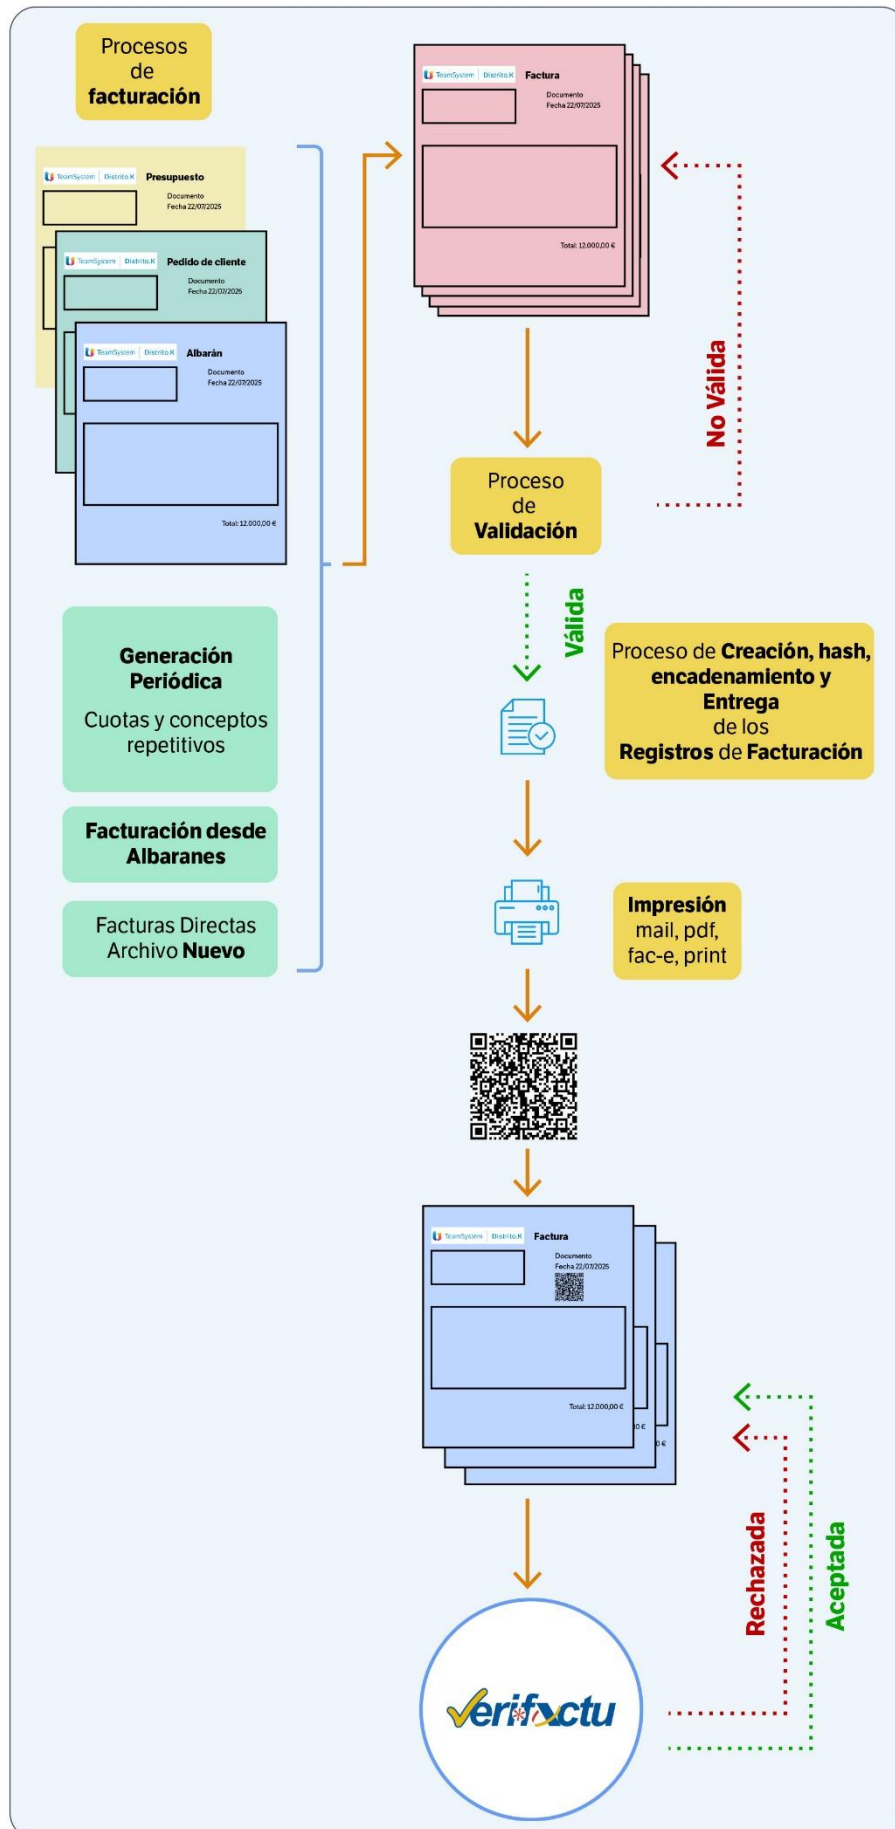 Procesos
de
facturación
TeamSystem | Distrito.K Presupuesto
Documento
Fecha 22/07/2025
TeamSystem | Distrito.K Pedido de cliente
Documento
Fecha 22/07/2025
TeamSystem | Distrito.K Albarán
Documento
Fecha 22/07/2025
Total: 12.000,00 €
Generación
Periódica
Cuotas y conceptos
repetitivos
Facturación desde
Albaranes
Facturas Directas
Archivo Nuevo
TeamSystem | Distrito.K Factura
Documento
Fecha 22/07/2025
Total: 12.000,00 €
No Válida
Proceso
de
Validación
Válida
Proceso de Creación, hash,
encadenamiento y
Entrega
de los
Registros de Facturación
Impresión
mail, pdf,
fac-e, print
TeamSystem | Distrito.K Factura
Documento
Fecha 22/07/2025
Total: 12.000,00 €
0 €
0 €
Rechazada
Aceptada
Verifactu